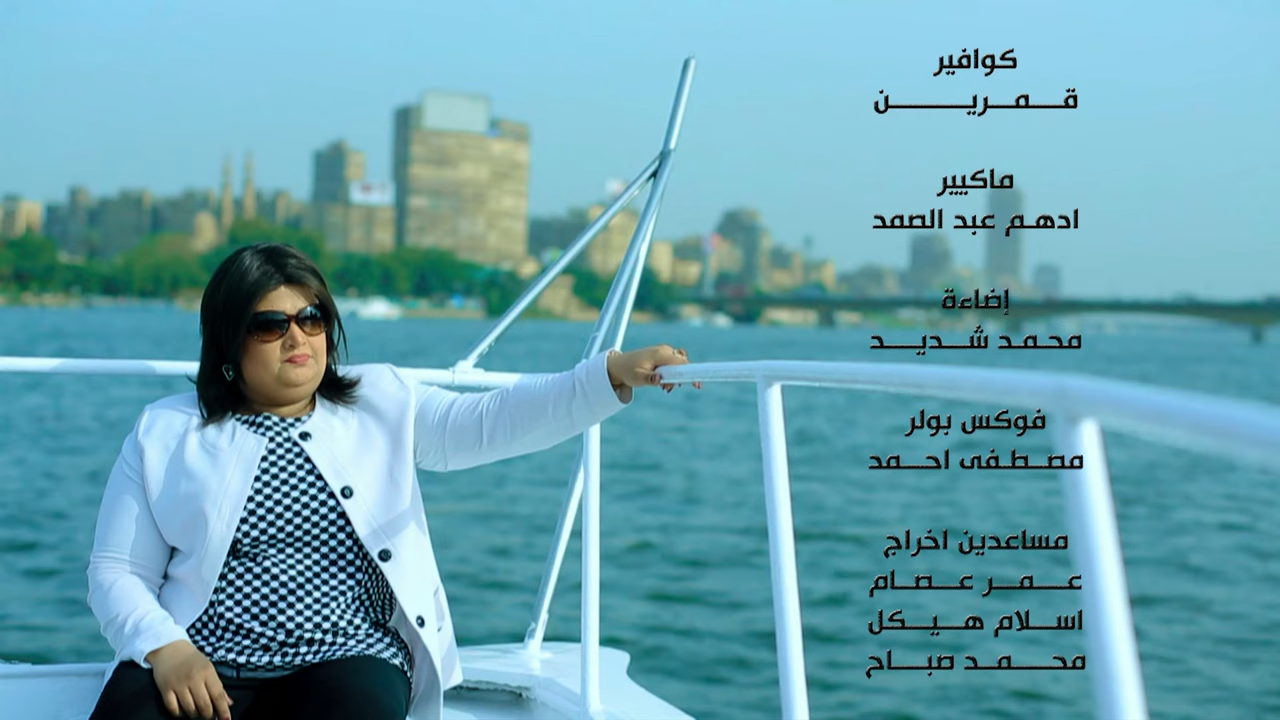 كوافير
قمرين
ماكيير
ادهم عبد الصمد
إضاءة
محمد شديد
فوكس بولر
مصطفى احمد
مساعدين اخراج
عمر عصام
اسلام هيكل
محمد صباح